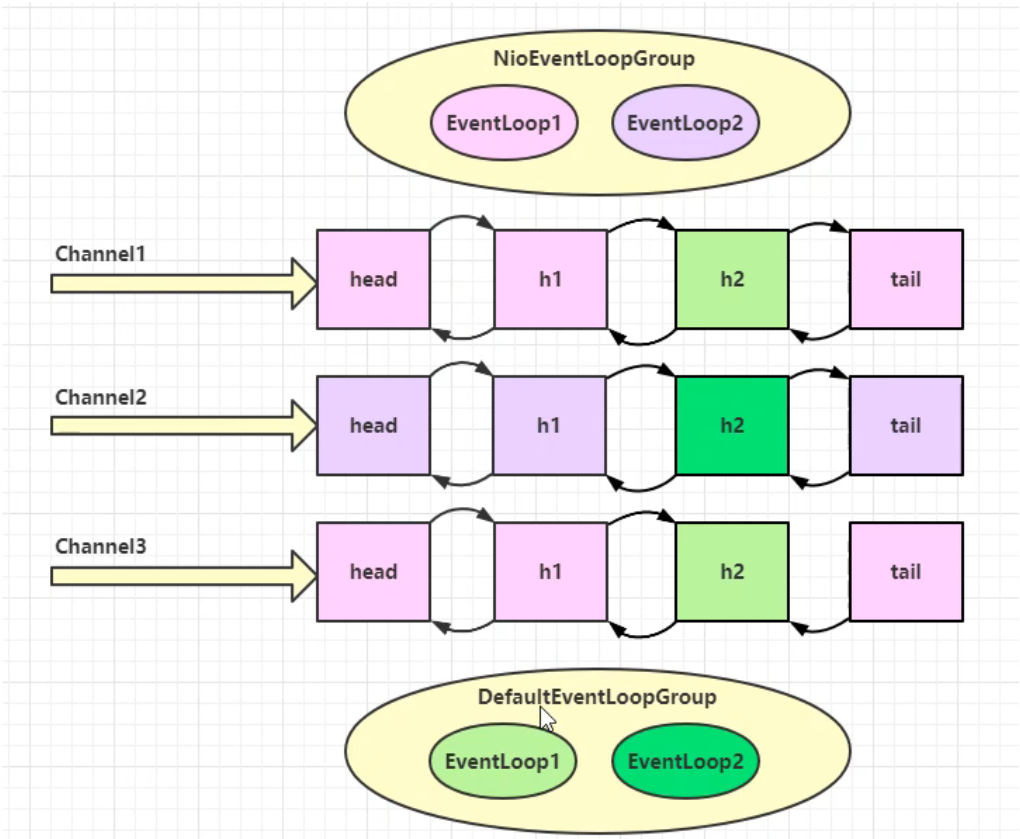 NioEventLoopGroup
EventLoop1 EventLoop2
Channel1
head h1 h2 tail
Channel2
head h1 h2 tail
Channel3
head h1 h2 tail
DefaultEventLoopGroup
EventLoop1 EventLoop2